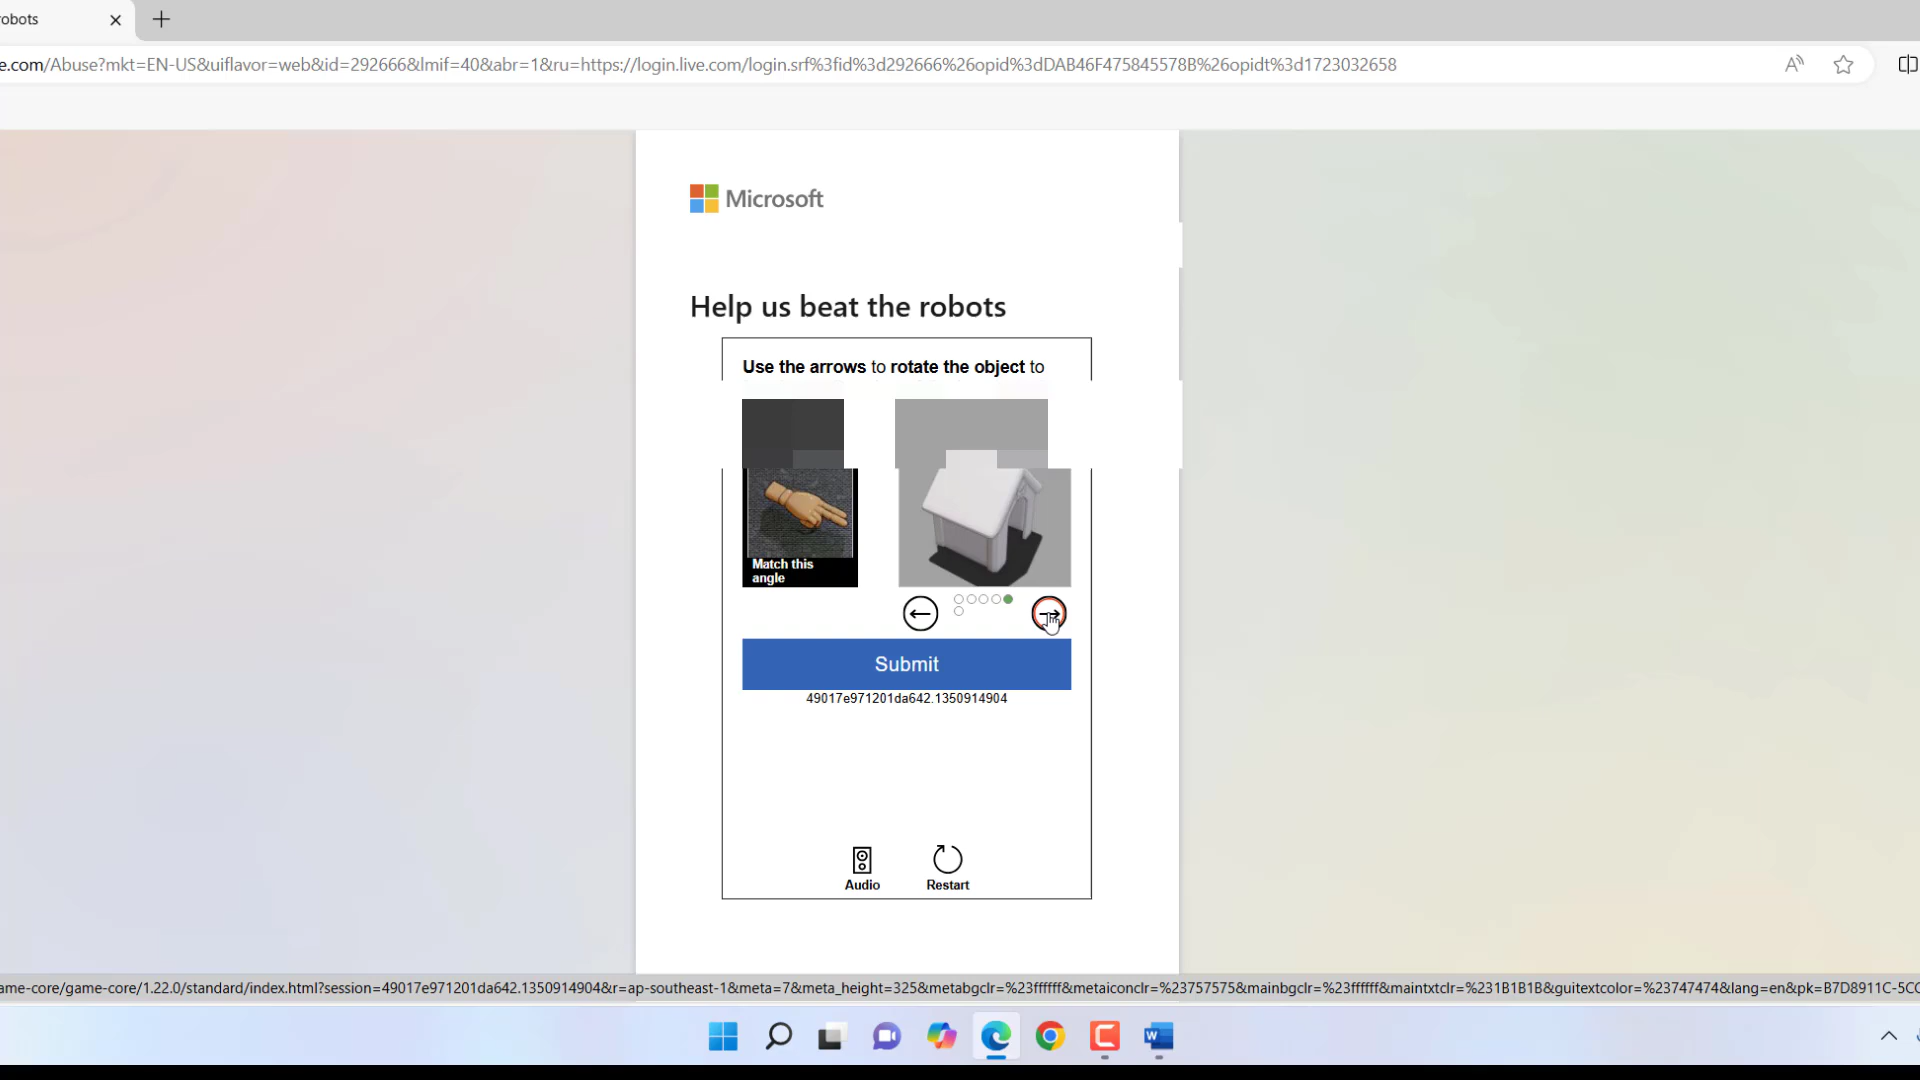 obots
e.com/Abuse?mkt=EN-US&uiflavor=web&id=292666&lmif=40&abr=1&ru=https://login.live.com/login.srf%3fid%3d292666%26opid%3dDAB46F475845578B%26opidt%3d1723032658
Microsoft
Help us beat the robots
Use the arrows to rotate the object to
Match this
angle
Submit
49017e971201da642.1350914904
Audio
Restart
ame-core/game-core/1.22.0/standard/index.html?session=49017e971201da642.1350914904&r=ap-southeast-1&meta=7&meta_height=325&metabgclr=%23ffffff&metaiconclr=%23757575&mainbgclr=%23ffffff&maintxtclr=%231B1B1B&guitextcolor=%23747474&lang=en&pk=B7D8911C-5CC